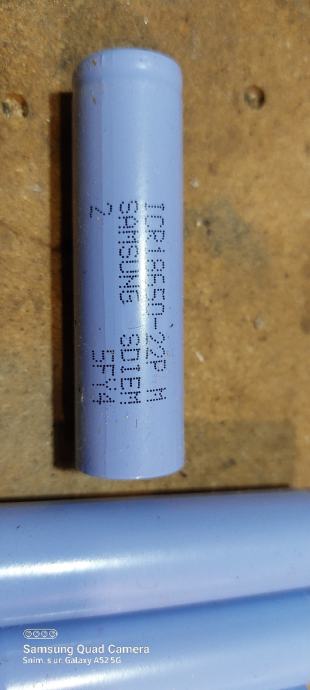 ICR18650-22P M
SAMSUNG SDIEM
2 5FY4
Samsung Quad Camera
Snim. s ur. Galaxy A52 5G